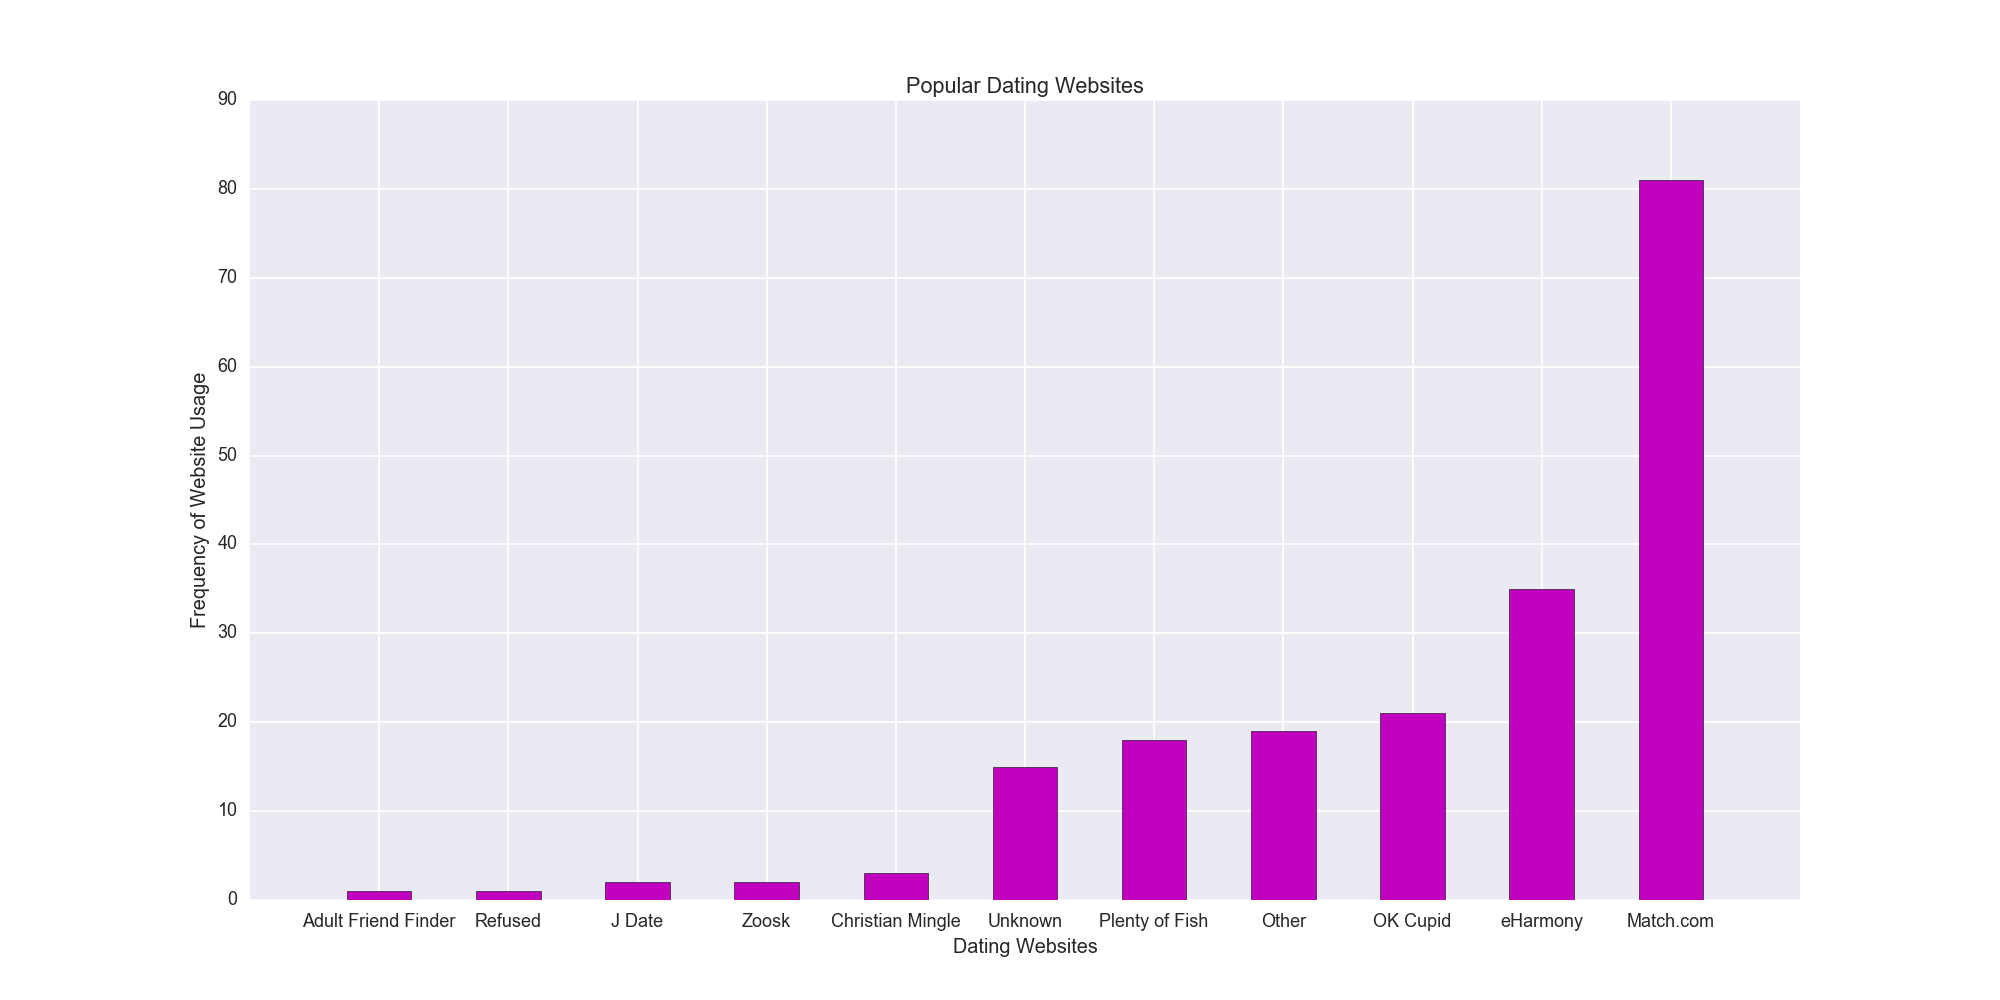 Popular Dating Websites
90
80
70
60
50
40
30
20
10
0
Frequency of Website Usage
Adult Friend Finder Refused J Date Zoosk Christian Mingle Unknown Plenty of Fish Other OK Cupid eHarmony Match.com
Dating Websites